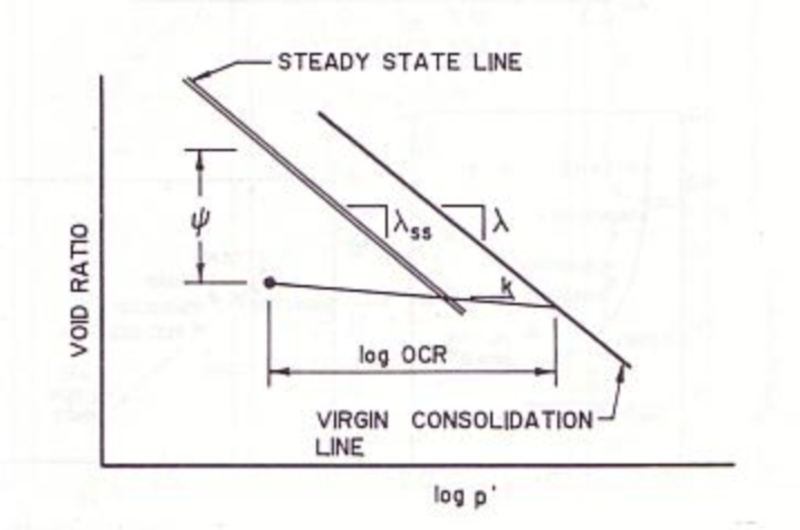 STEADY STATE LINE
ψ
λss
λ
k
VOID RATIO
log OCR
VIRGIN CONSOLIDATION
LINE
log p'